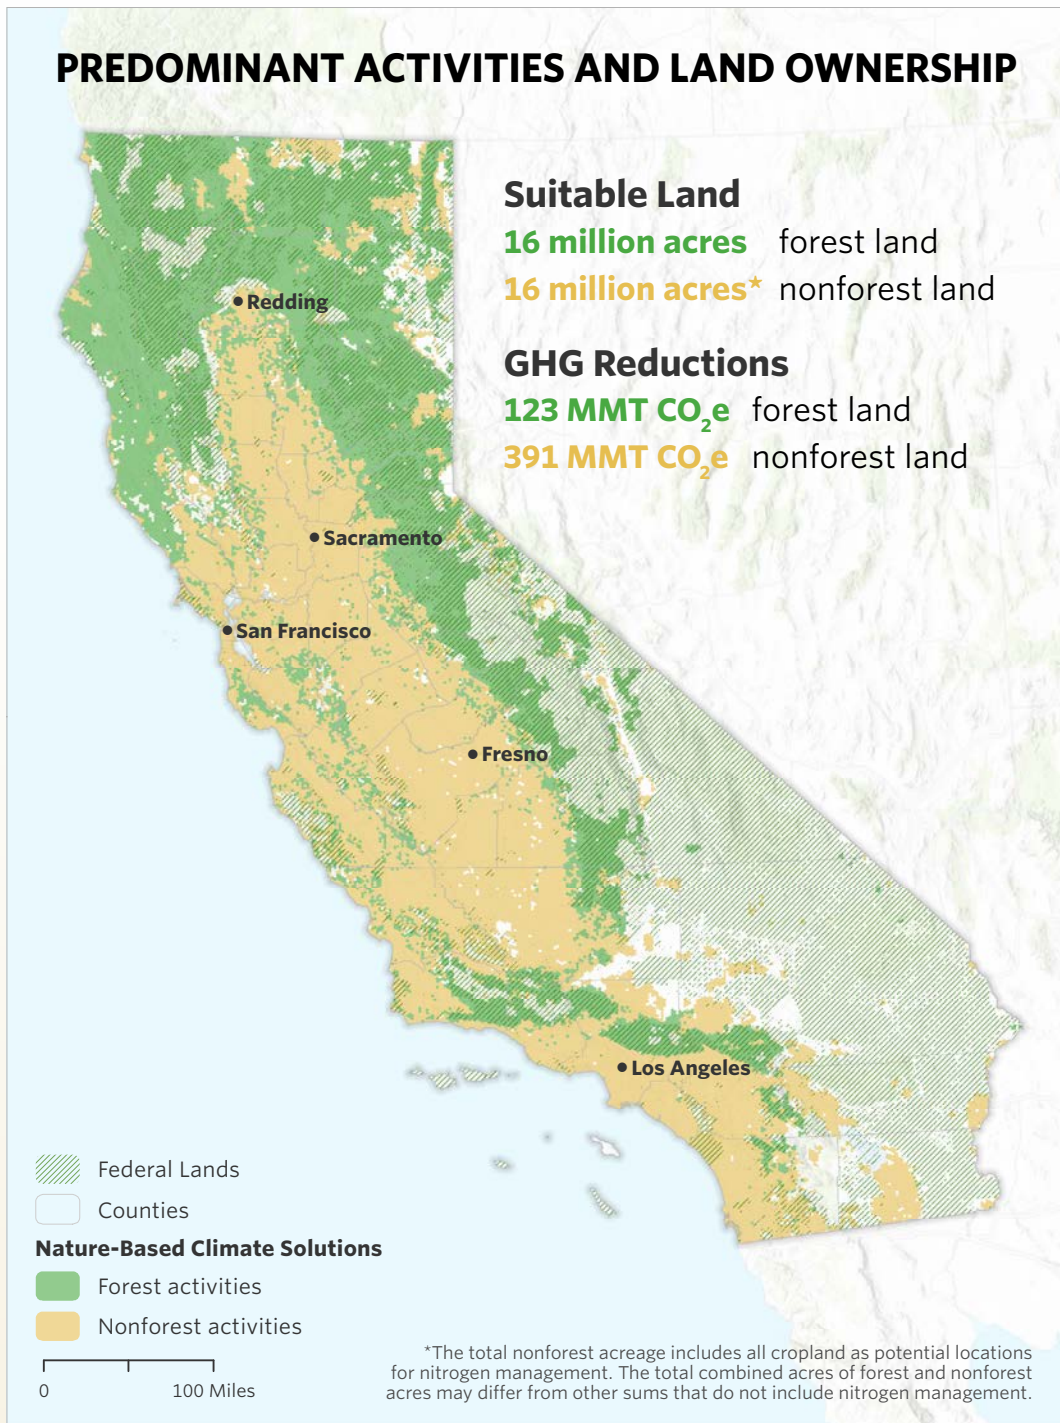 PREDOMINANT ACTIVITIES AND LAND OWNERSHIP
Suitable Land
16 million acres forest land
16 million acres* nonforest land
GHG Reductions
123 MMT CO₂e forest land
391 MMT CO₂e nonforest land
Redding
Sacramento
San Francisco
Fresno
Los Angeles
Federal Lands
Counties
Nature-Based Climate Solutions
Forest activities
Nonforest activities
0 100 Miles
*The total nonforest acreage includes all cropland as potential locations
for nitrogen management. The total combined acres of forest and nonforest
acres may differ from other sums that do not include nitrogen management.